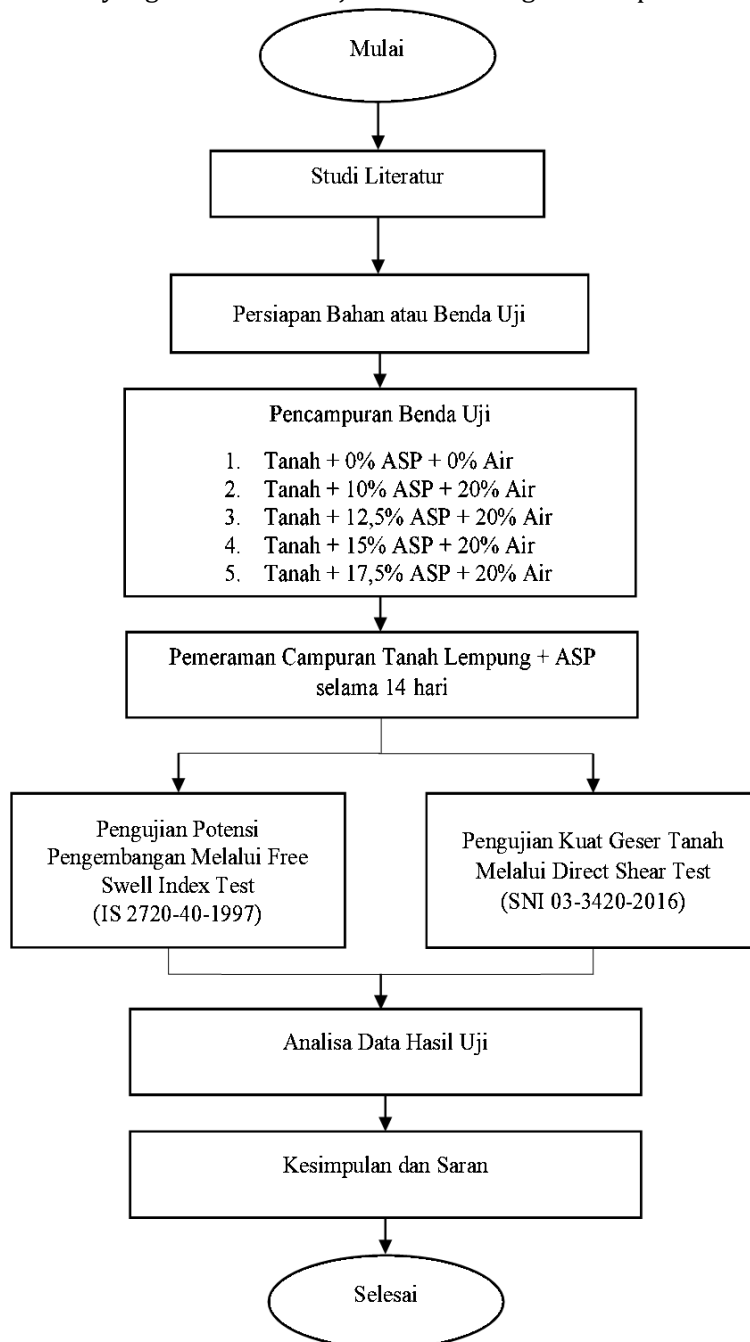 Mulai
Studi Literatur
Persiapan Bahan atau Benda Uji
Pencampuran Benda Uji
1. Tanah + 0% ASP + 0% Air
2. Tanah + 10% ASP + 20% Air
3. Tanah + 12,5% ASP + 20% Air
4. Tanah + 15% ASP + 20% Air
5. Tanah + 17,5% ASP + 20% Air
Pemeraman Campuran Tanah Lempung + ASP
selama 14 hari
Pengujian Potensi
Pengembangan Melalui Free
Swell Index Test
(IS 2720-40-1997)
Pengujian Kuat Geser Tanah
Melalui Direct Shear Test
(SNI 03-3420-2016)
Analisa Data Hasil Uji
Kesimpulan dan Saran
Selesai